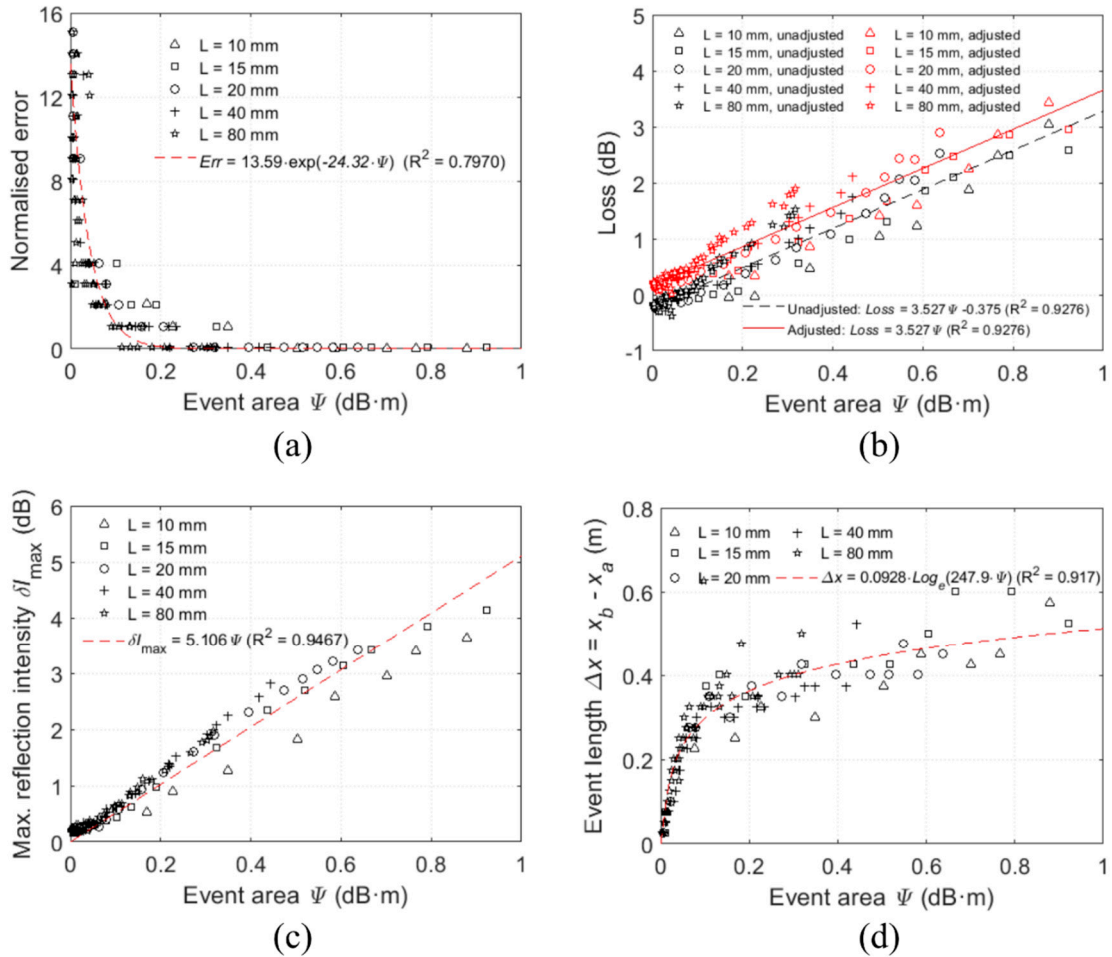 16
12
8
4
0
0
0.2
0.4
0.6
0.8
1
Normalised error
Event area Ψ (dB·m)
L = 10 mm
L = 15 mm
L = 20 mm
L = 40 mm
L = 80 mm
Err = 13.59·exp(-24.32·Ψ) (R² = 0.7970)
(a)
5
4
3
2
1
0
-1
0
0.2
0.4
0.6
0.8
1
Loss (dB)
Event area Ψ (dB·m)
L = 10 mm, unadjusted
L = 15 mm, unadjusted
L = 20 mm, unadjusted
L = 40 mm, unadjusted
L = 80 mm, unadjusted
L = 10 mm, adjusted
L = 15 mm, adjusted
L = 20 mm, adjusted
L = 40 mm, adjusted
L = 80 mm, adjusted
Unadjusted: Loss = 3.527 Ψ -0.375 (R² = 0.9276)
Adjusted: Loss = 3.527 Ψ (R² = 0.9276)
(b)
6
5
4
3
2
1
0
0
0.2
0.4
0.6
0.8
1
Max. reflection intensity δI_max (dB)
Event area Ψ (dB·m)
L = 10 mm
L = 15 mm
L = 20 mm
L = 40 mm
L = 80 mm
δI_max = 5.106 Ψ (R² = 0.9467)
(c)
0.8
0.6
0.4
0.2
0
0
0.2
0.4
0.6
0.8
1
Event length Δx = x_b - x_a (m)
Event area Ψ (dB·m)
L = 10 mm
L = 15 mm
L = 20 mm
L = 40 mm
L = 80 mm
Δx = 0.0928·Log_e(247.9·Ψ) (R² = 0.917)
(d)